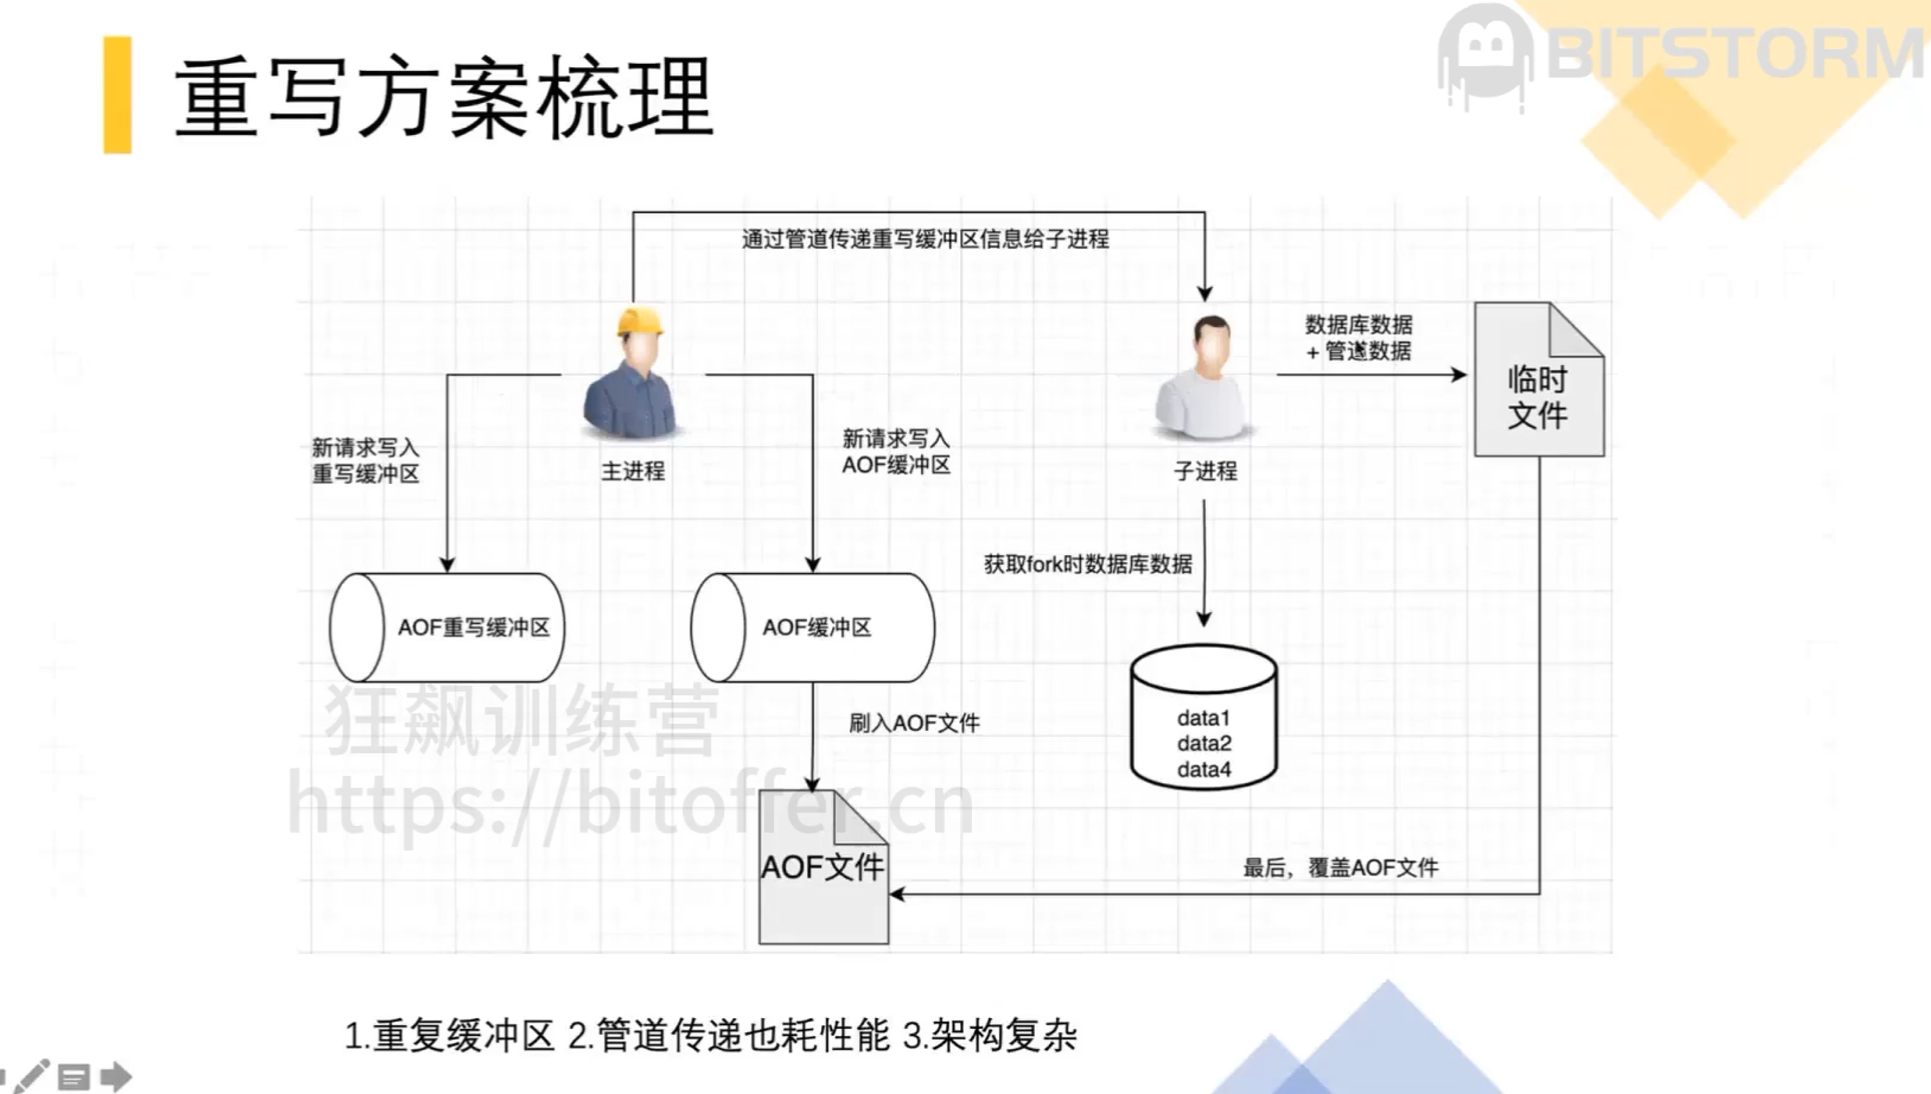 BITSTORM
重写方案梳理
通过管道传递重写缓冲区信息给子进程
数据库数据
+ 管道数据
临时
文件
新请求写入
重写缓冲区
新请求写入
AOF缓冲区
主进程
子进程
获取fork时数据库数据
AOF重写缓冲区
AOF缓冲区
data1
data2
data4
刷入AOF文件
狂飙训练营
https://bitoffer.cn
AOF文件
最后，覆盖AOF文件
1.重复缓冲区 2.管道传递也耗性能 3.架构复杂